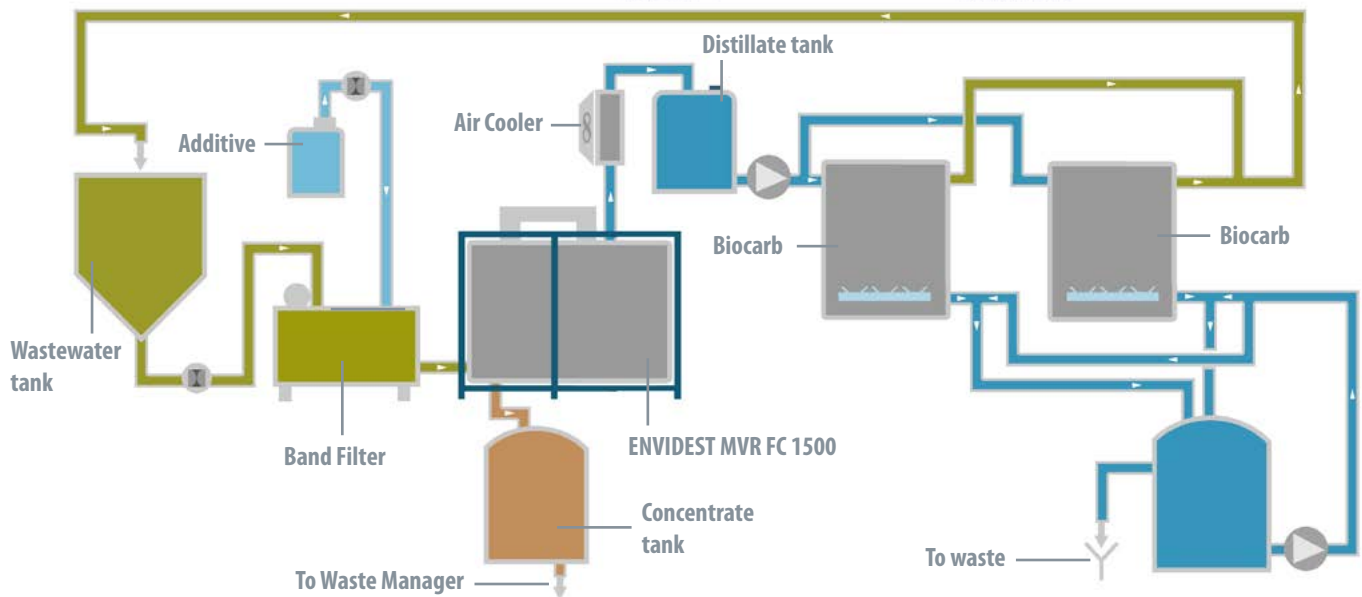 Distillate tank
Air Cooler
Additive
Biocarb
Biocarb
Wastewater
tank
Band Filter
ENVIDEST MVR FC 1500
Concentrate
tank
To waste
To Waste Manager